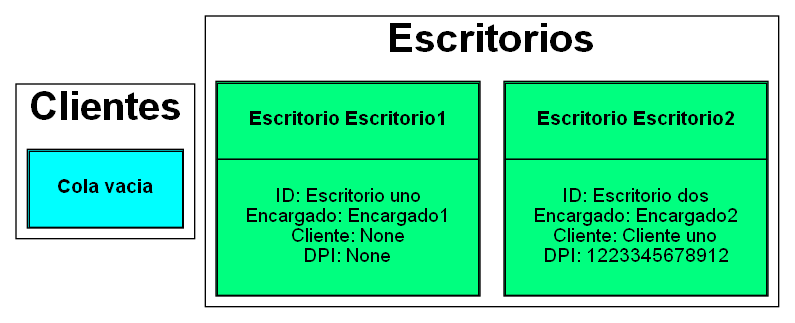 Clientes
Cola vacia
Escritorios
Escritorio Escritorio1
ID: Escritorio uno
Encargado: Encargado1
Cliente: None
DPI: None
Escritorio Escritorio2
ID: Escritorio dos
Encargado: Encargado2
Cliente: Cliente uno
DPI: 1223345678912